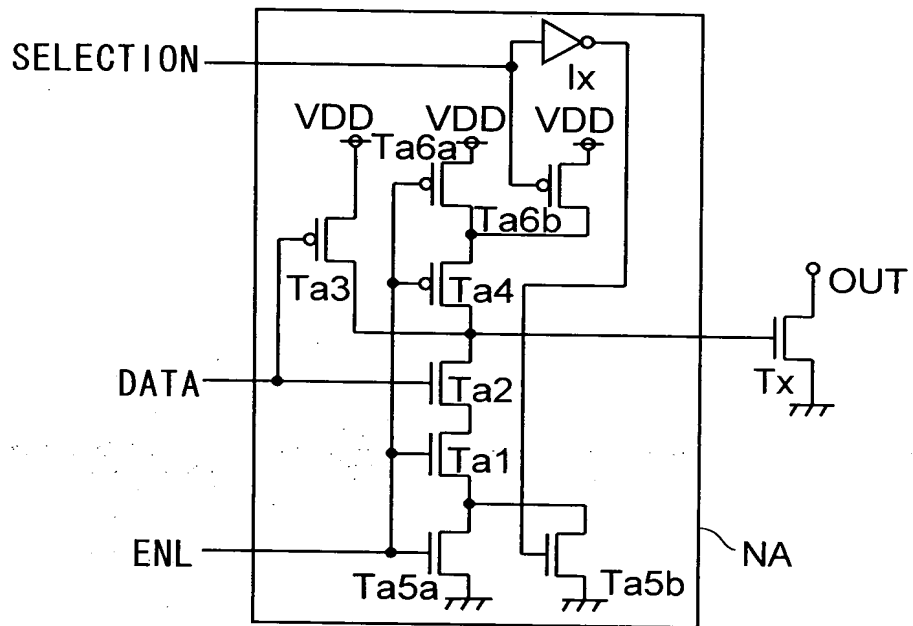 SELECTION
Ix
VDD
VDD
VDD
Ta6a
Ta6b
Ta3
Ta4
OUT
DATA
Ta2
Tx
Ta1
ENL
NA
Ta5a
Ta5b